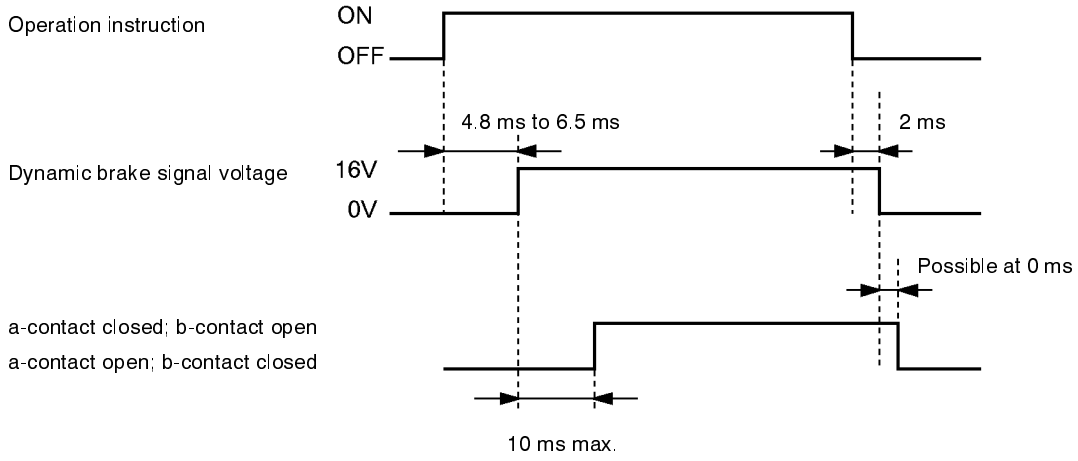 Operation instruction
ON
OFF
4.8 ms to 6.5 ms
2 ms
Dynamic brake signal voltage
16V
0V
Possible at 0 ms
a-contact closed; b-contact open
a-contact open; b-contact closed
10 ms max.